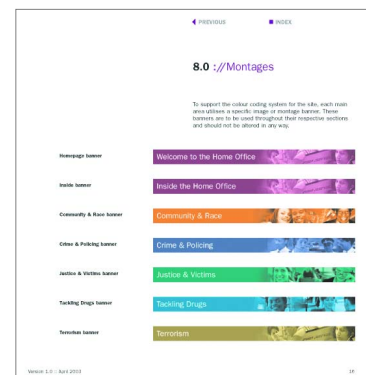 PREVIOUS
INDEX
8.0 ://Montages
To support the colour coding system for the site, each main
area utilises a specific image or montage banner. These
banners are to be used throughout their respective sections
and should not be altered in any way.
Homepage banner
Welcome to the Home Office
Inside banner
Inside the Home Office
Community & Race banner
Community & Race
Crime & Policing banner
Crime & Policing
Justice & Victims banner
Justice & Victims
Tackling Drugs banner
Tackling Drugs
Terrorism banner
Terrorism
Version 1.0 :: April 2003